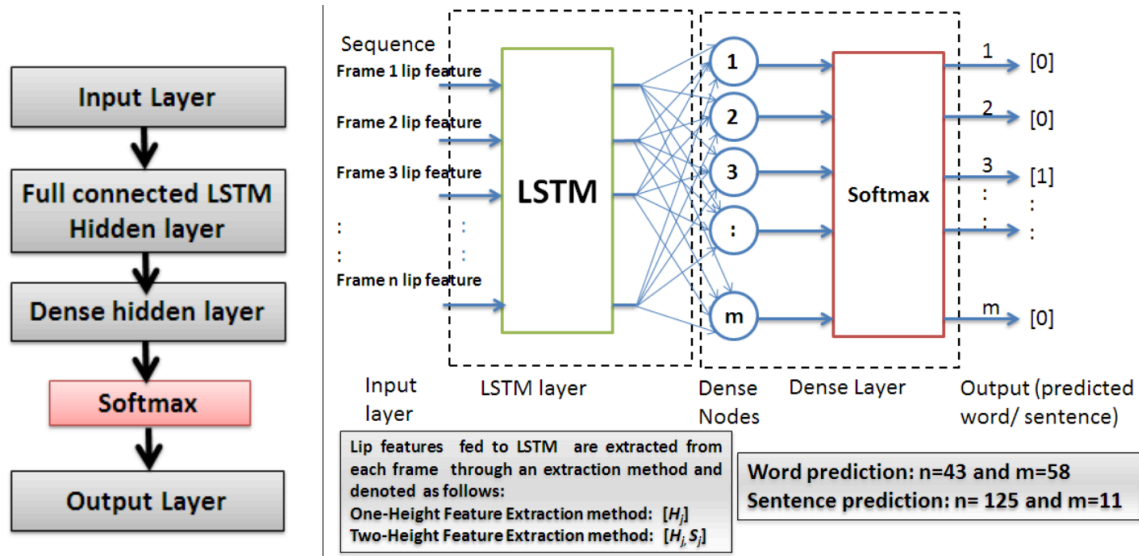 Input Layer
Full connected LSTM
Hidden layer
Dense hidden layer
Softmax
Output Layer
Sequence
Frame 1 lip feature
Frame 2 lip feature
Frame 3 lip feature
: :
: :
Frame n lip feature
LSTM
1
2
3
:
m
Softmax
1 [0]
2 [0]
3 [1]
: :
: :
m [0]
Input
layer
LSTM layer
Dense
Nodes
Dense Layer
Output (predicted
word/ sentence)
Lip features fed to LSTM are extracted from
each frame through an extraction method and
denoted as follows:
One-Height Feature Extraction method: [Hj]
Two-Height Feature Extraction method: [Hj, Sj]
Word prediction: n=43 and m=58
Sentence prediction: n= 125 and m=11